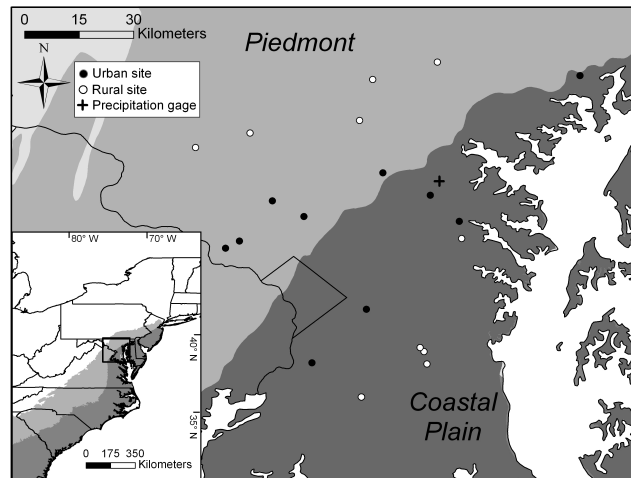 0 15 30
Kilometers
N
Piedmont
Urban site
Rural site
Precipitation gage
80° W 70° W
40° N
35° N
0 175 350
Kilometers
Coastal
Plain